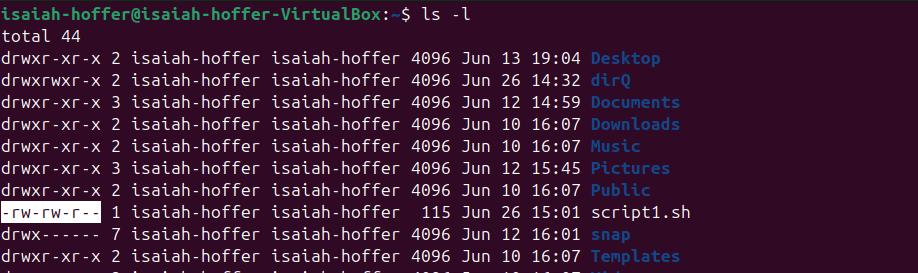 isaiah-hoffer@isaiah-hoffer-VirtualBox:~$ ls -l
total 44
drwxr-xr-x 2 isaiah-hoffer isaiah-hoffer 4096 Jun 13 19:04 Desktop
drwxrwxr-x 2 isaiah-hoffer isaiah-hoffer 4096 Jun 26 14:32 dirQ
drwxr-xr-x 3 isaiah-hoffer isaiah-hoffer 4096 Jun 12 14:59 Documents
drwxr-xr-x 2 isaiah-hoffer isaiah-hoffer 4096 Jun 10 16:07 Downloads
drwxr-xr-x 2 isaiah-hoffer isaiah-hoffer 4096 Jun 10 16:07 Music
drwxr-xr-x 3 isaiah-hoffer isaiah-hoffer 4096 Jun 12 15:45 Pictures
drwxr-xr-x 2 isaiah-hoffer isaiah-hoffer 4096 Jun 10 16:07 Public
-rw-rw-r-- 1 isaiah-hoffer isaiah-hoffer  115 Jun 26 15:01 script1.sh
drwx------ 7 isaiah-hoffer isaiah-hoffer 4096 Jun 12 16:01 snap
drwxr-xr-x 2 isaiah-hoffer isaiah-hoffer 4096 Jun 10 16:07 Templates